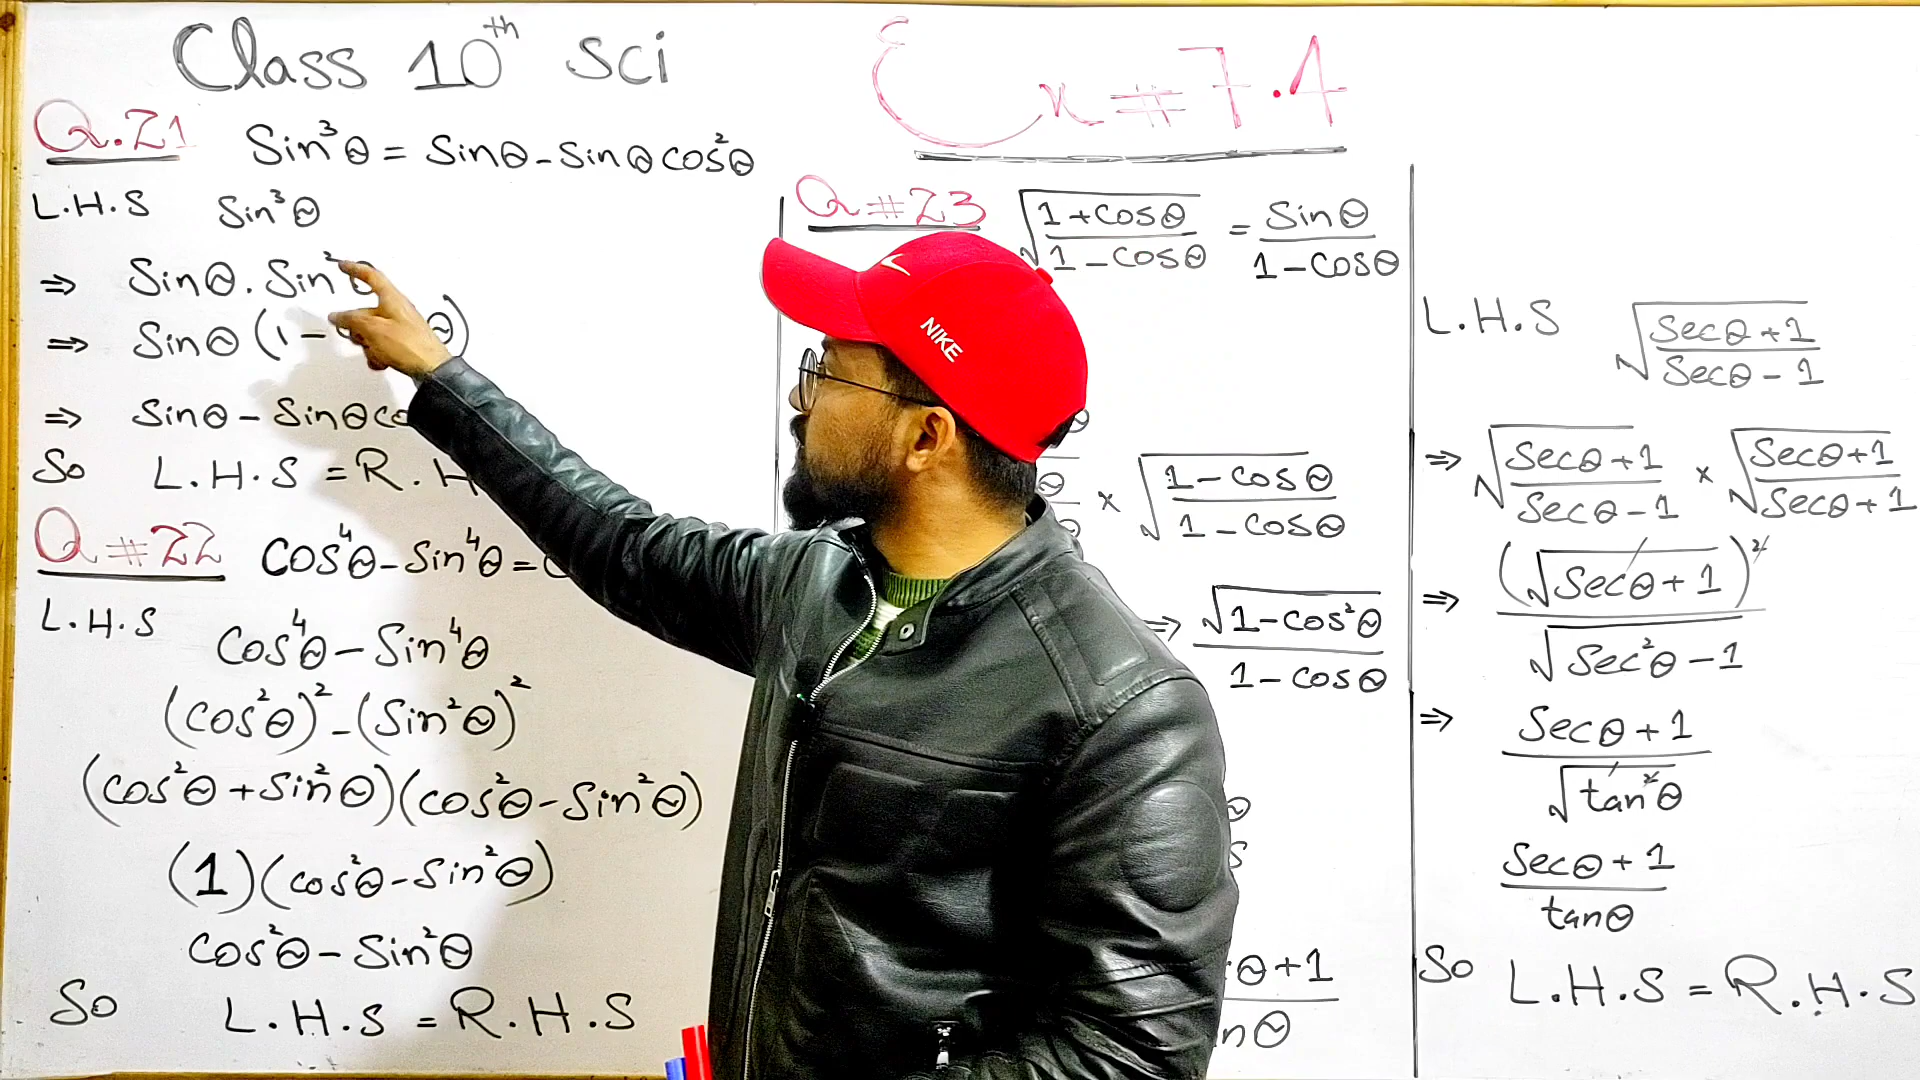 Class 10th Sci
Ex # 7.4
Q.21 Sin³θ = Sinθ - Sinθ cos²θ
L.H.S Sin³θ
⇒ Sinθ . Sin²
⇒ Sinθ (1 - θ)
⇒ Sinθ - Sinθ
So L.H.S = R.H
Q # 22 Cos⁴θ - Sin⁴θ =
L.H.S
Cos⁴θ - Sin⁴θ
(Cos²θ)² - (Sin²θ)²
(Cos²θ + Sin²θ)(Cos²θ - Sin²θ)
(1)(Cos²θ - Sin²θ)
Cos²θ - Sin²θ
So L.H.S = R.H.S
Q # 23 √(1 + Cosθ / 1 - Cosθ) = Sinθ / 1 - Cosθ
× √(1 - Cosθ / 1 - Cosθ)
⇒ √(1 - Cos²θ) / 1 - Cosθ
θ + 1
θ
L.H.S √(Secθ + 1 / Secθ - 1)
⇒ √(Secθ + 1 / Secθ - 1) × √(Secθ + 1 / Secθ + 1)
⇒ (√(Secθ + 1))² / √(Sec²θ - 1)
⇒ Secθ + 1 / √(tan²θ)
Secθ + 1 / tanθ
So L.H.S = R.H.S
NIKE